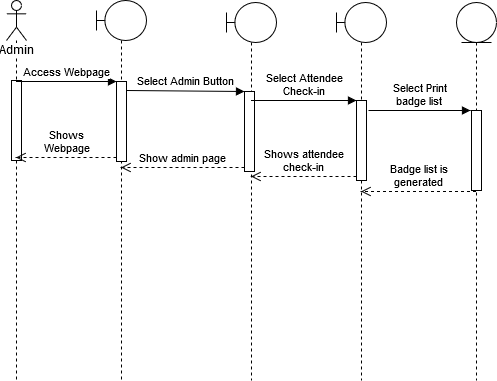 Admin
Access Webpage
Select Admin Button
Select Attendee
Check-in
Select Print
badge list
Shows
Webpage
Show admin page
Shows attendee
check-in
Badge list is
generated